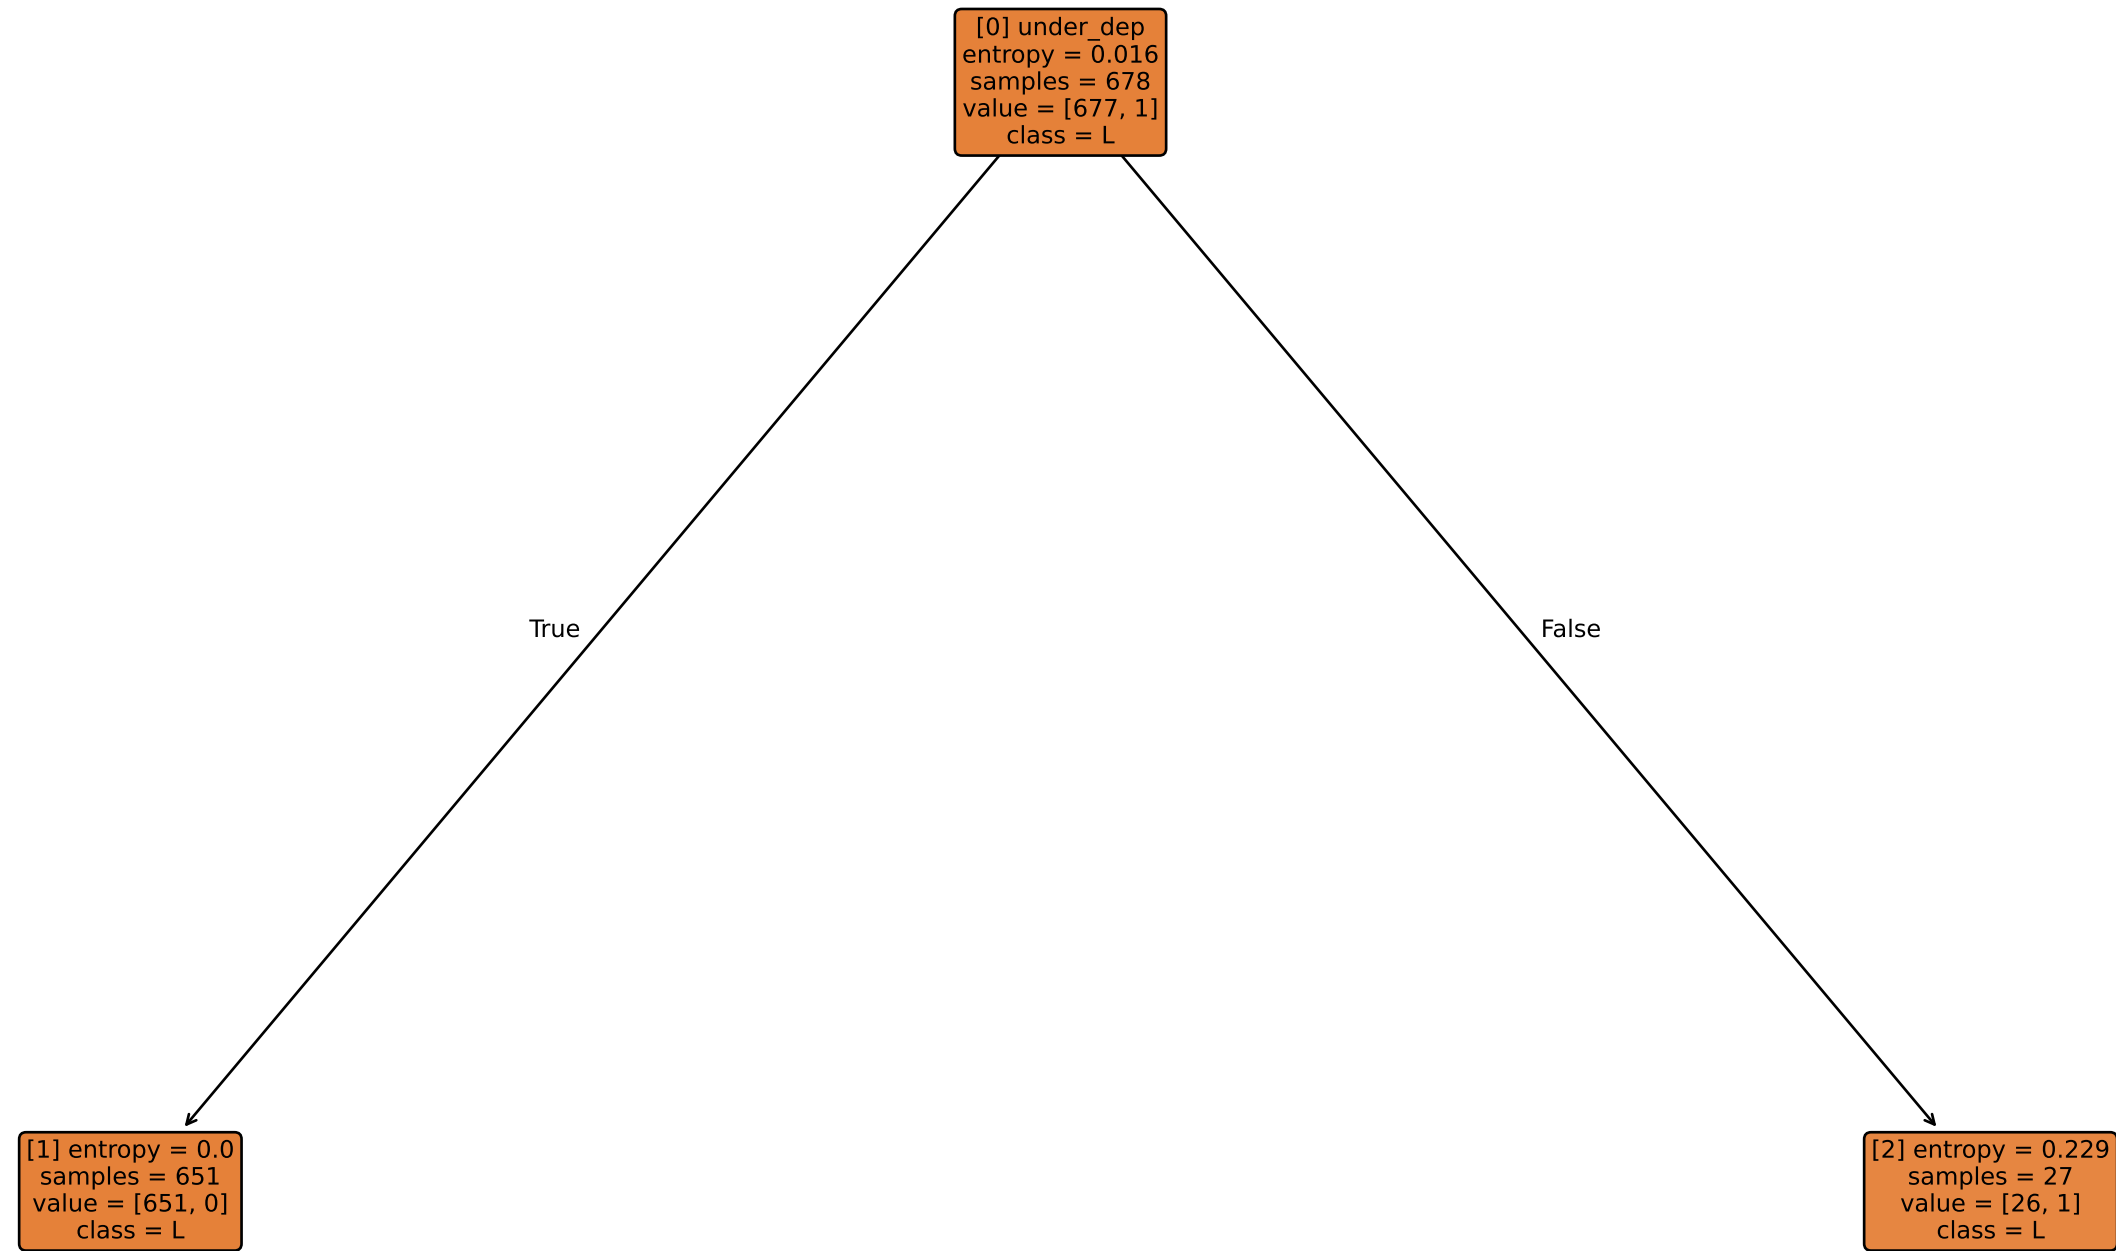 [0] under_dep
entropy = 0.016
samples = 678
value = [677, 1]
class = L
True
False
[1] entropy = 0.0
samples = 651
value = [651, 0]
class = L
[2] entropy = 0.229
samples = 27
value = [26, 1]
class = L